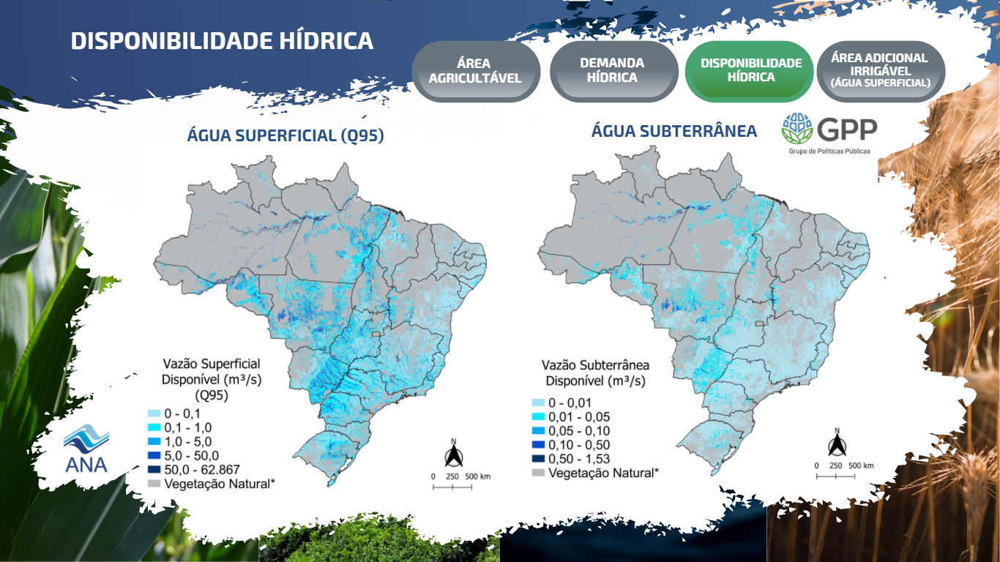 DISPONIBILIDADE HÍDRICA
ÁREA
AGRICULTÁVEL
DEMANDA
HÍDRICA
DISPONIBILIDADE
HÍDRICA
ÁREA ADICIONAL
IRRIGÁVEL
(ÁGUA SUPERFICIAL)
ÁGUA SUPERFICIAL (Q95)
ÁGUA SUBTERRÂNEA
GPP
Grupo de Políticas Públicas
Vazão Superficial
Disponível (m³/s)
(Q95)
0 - 0,1
0,1 - 1,0
1,0 - 5,0
5,0 - 50,0
50,0 - 62.867
Vegetação Natural*
N
0 250 500 km
Vazão Subterrânea
Disponível (m³/s)
0 - 0,01
0,01 - 0,05
0,05 - 0,10
0,10 - 0,50
0,50 - 1,53
Vegetação Natural*
N
0 250 500 km
ANA